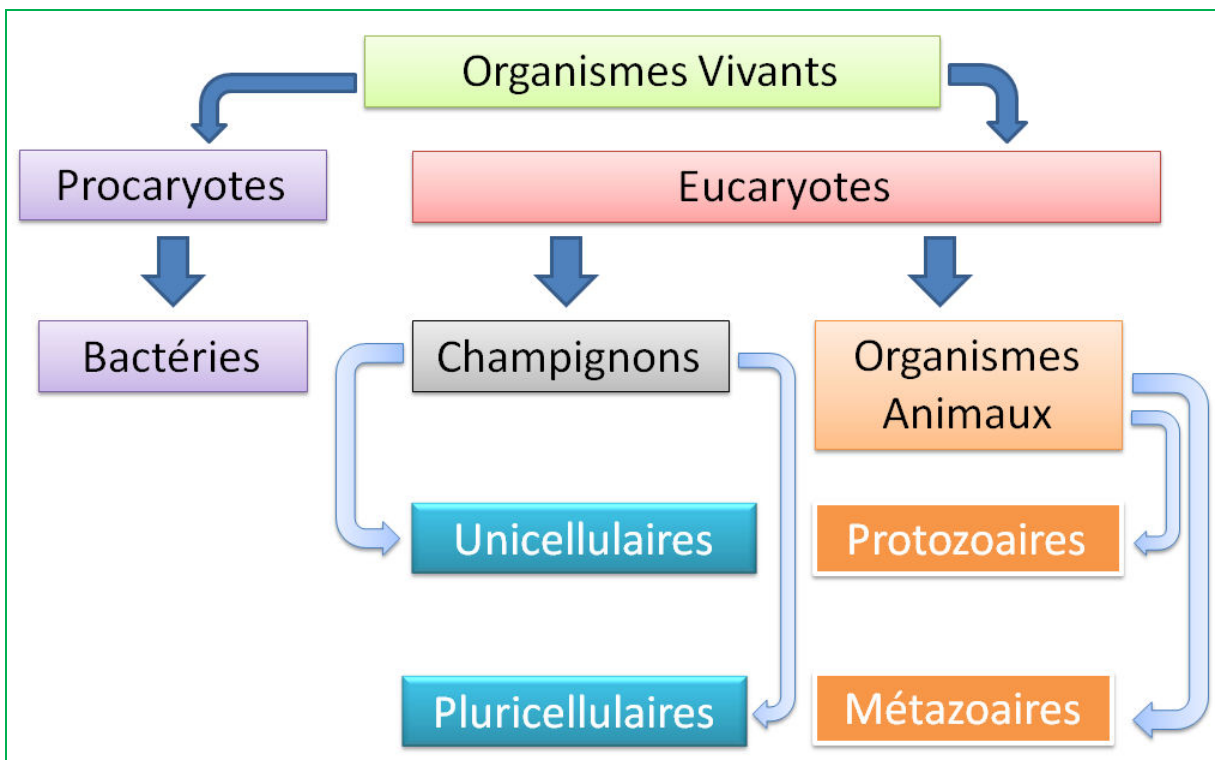 Organismes Vivants
Procaryotes
Eucaryotes
Bactéries
Champignons
Organismes
Animaux
Unicellulaires
Protozoaires
Pluricellulaires
Métazoaires